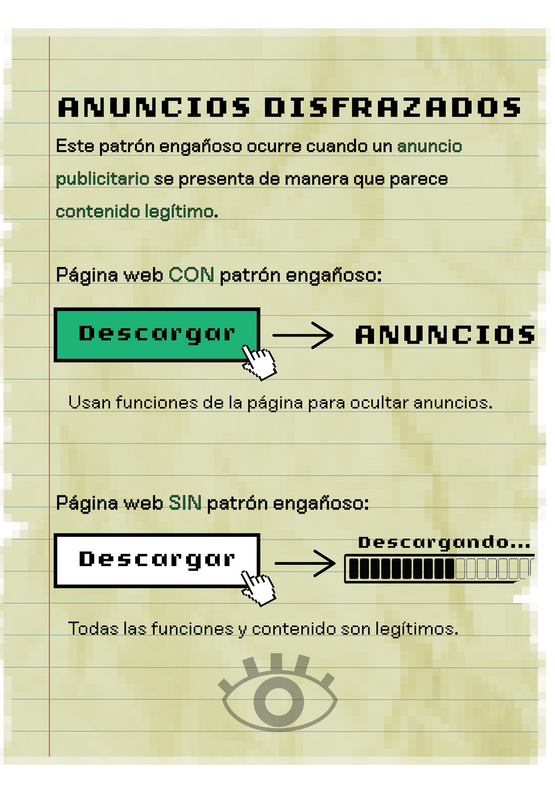 ANUNCIOS DISFRAZADOS
Este patrón engañoso ocurre cuando un anuncio
publicitario se presenta de manera que parece
contenido legítimo.
Página web CON patrón engañoso:
Descargar
ANUNCIOS
Usan funciones de la página para ocultar anuncios.
Página web SIN patrón engañoso:
Descargar
Descargando...
Todas las funciones y contenido son legítimos.